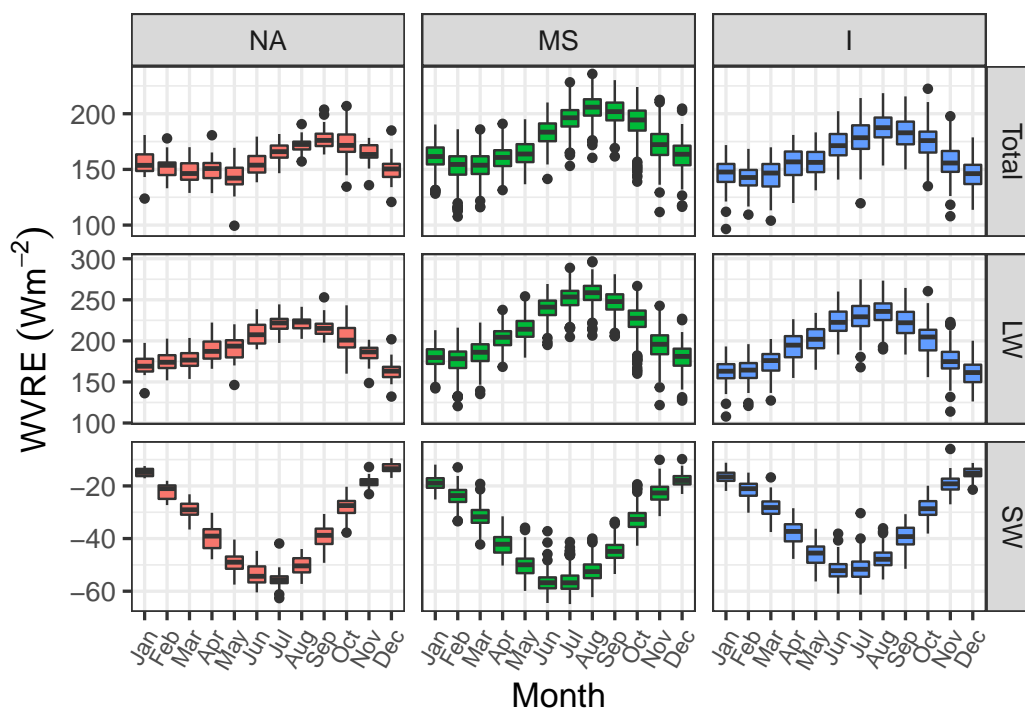 NA MS I
Total
LW
SW
WVRE (Wm⁻²)
200
150
100
300
250
200
150
100
−20
−40
−60
Jan Feb Mar Apr May Jun Jul Aug Sep Oct Nov Dec
Jan Feb Mar Apr May Jun Jul Aug Sep Oct Nov Dec
Jan Feb Mar Apr May Jun Jul Aug Sep Oct Nov Dec
Month